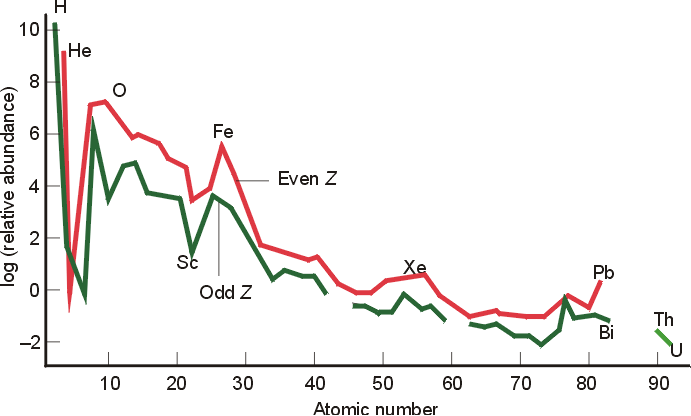 H
10
He
8
O
6
Fe
4
Even Z
2
Sc
Odd Z
Xe
0
Pb
–2
Bi
Th
U
log (relative abundance)
10 20 30 40 50 60 70 80 90
Atomic number